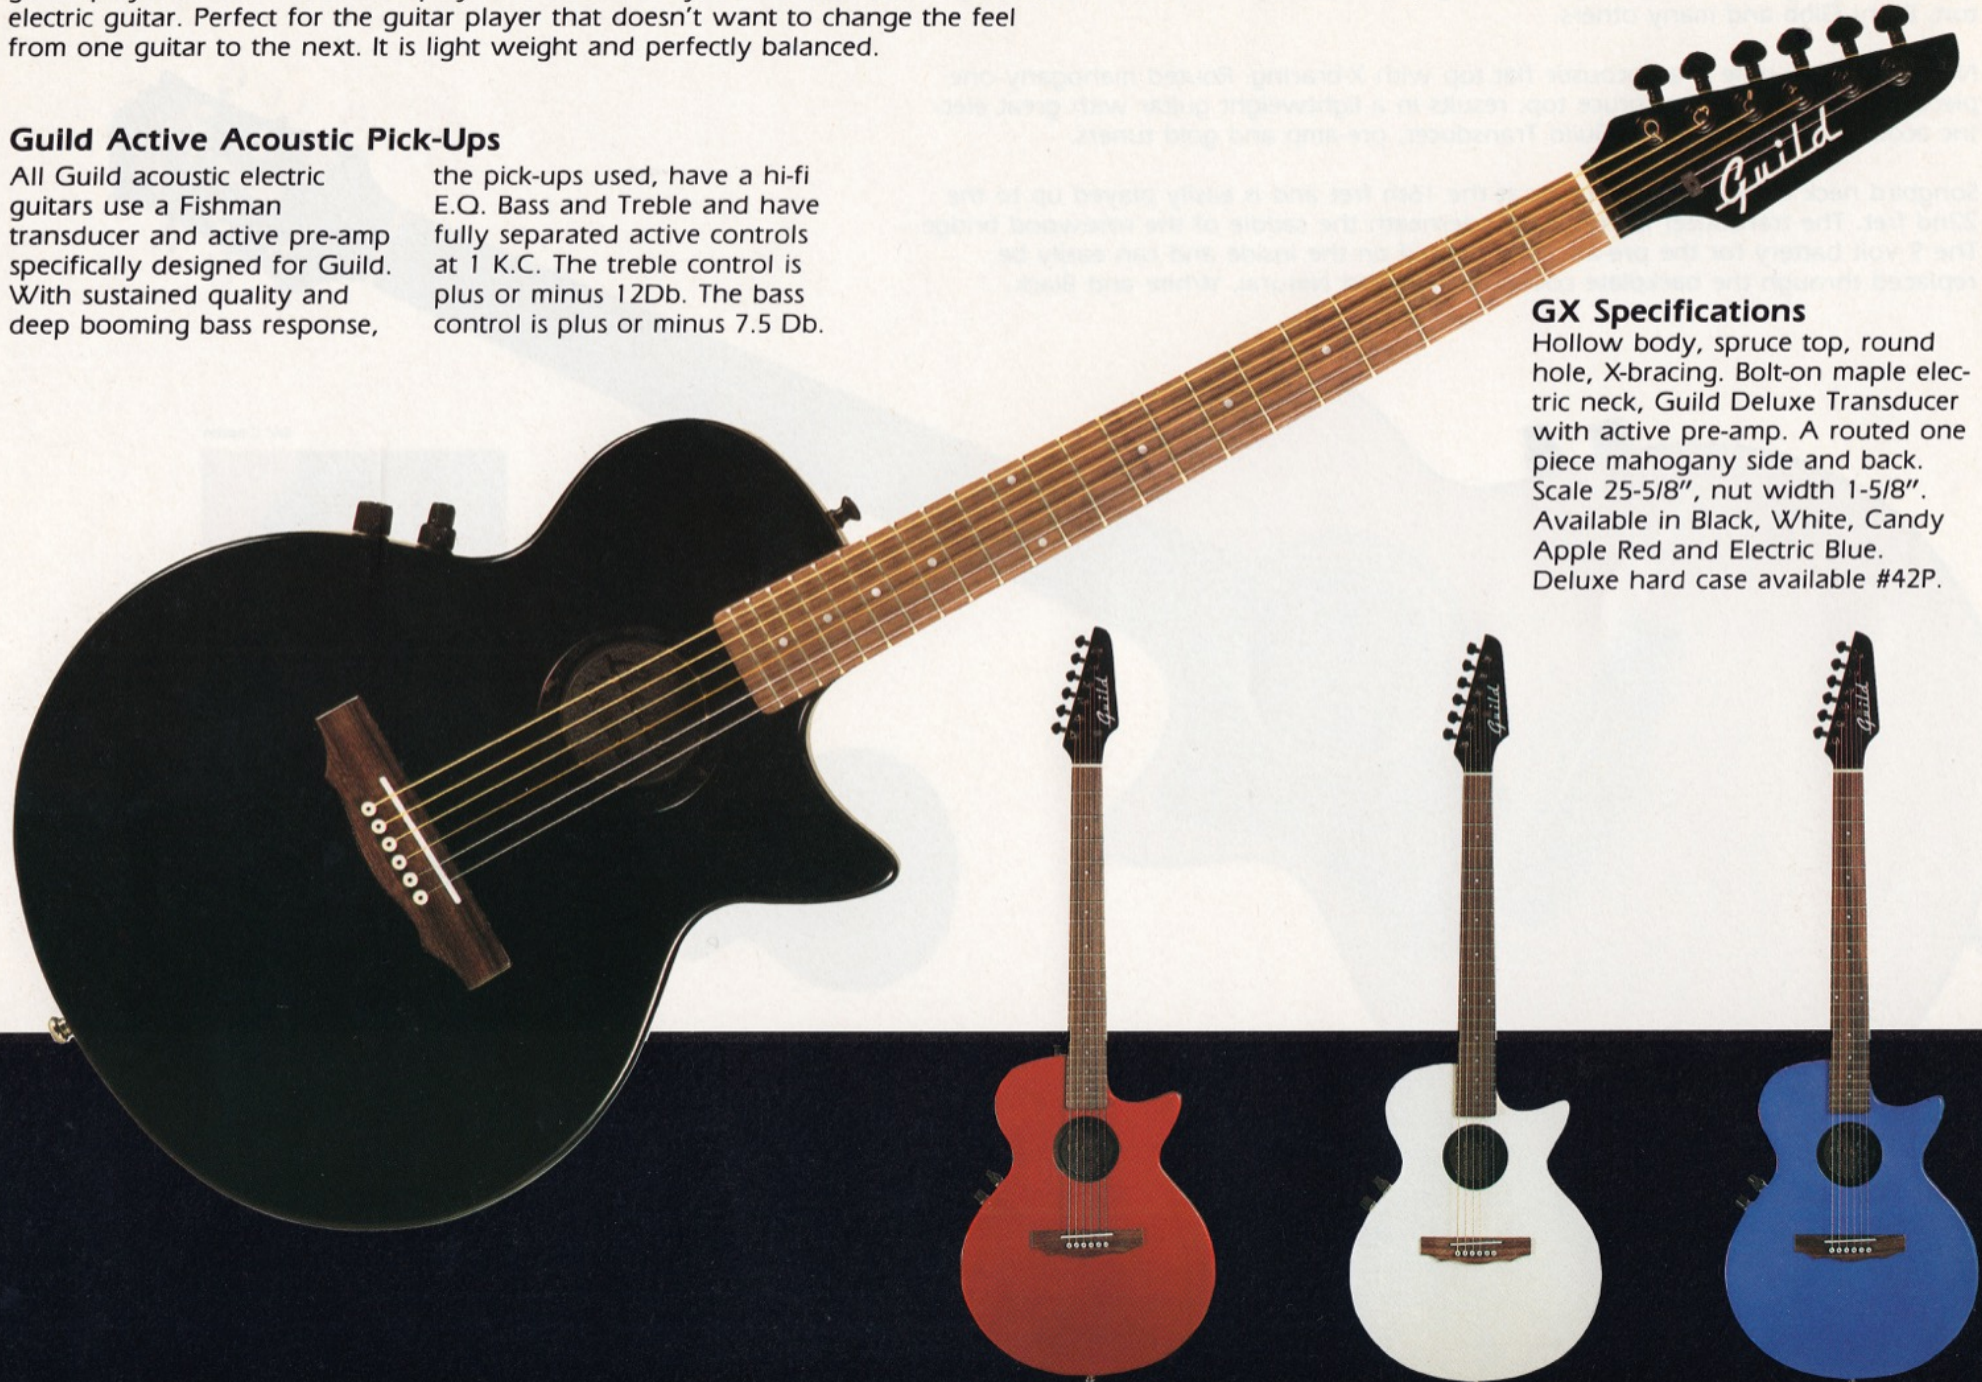 electric guitar. Perfect for the guitar player that doesn't want to change the feel
from one guitar to the next. It is light weight and perfectly balanced.
Guild Active Acoustic Pick-Ups
All Guild acoustic electric
guitars use a Fishman
transducer and active pre-amp
specifically designed for Guild.
With sustained quality and
deep booming bass response,
the pick-ups used, have a hi-fi
E.Q. Bass and Treble and have
fully separated active controls
at 1 K.C. The treble control is
plus or minus 12Db. The bass
control is plus or minus 7.5 Db.
Guild
GX Specifications
Hollow body, spruce top, round
hole, X-bracing. Bolt-on maple elec-
tric neck, Guild Deluxe Transducer
with active pre-amp. A routed one
piece mahogany side and back.
Scale 25-5/8", nut width 1-5/8".
Available in Black, White, Candy
Apple Red and Electric Blue.
Deluxe hard case available #42P.
Guild
Guild
Guild